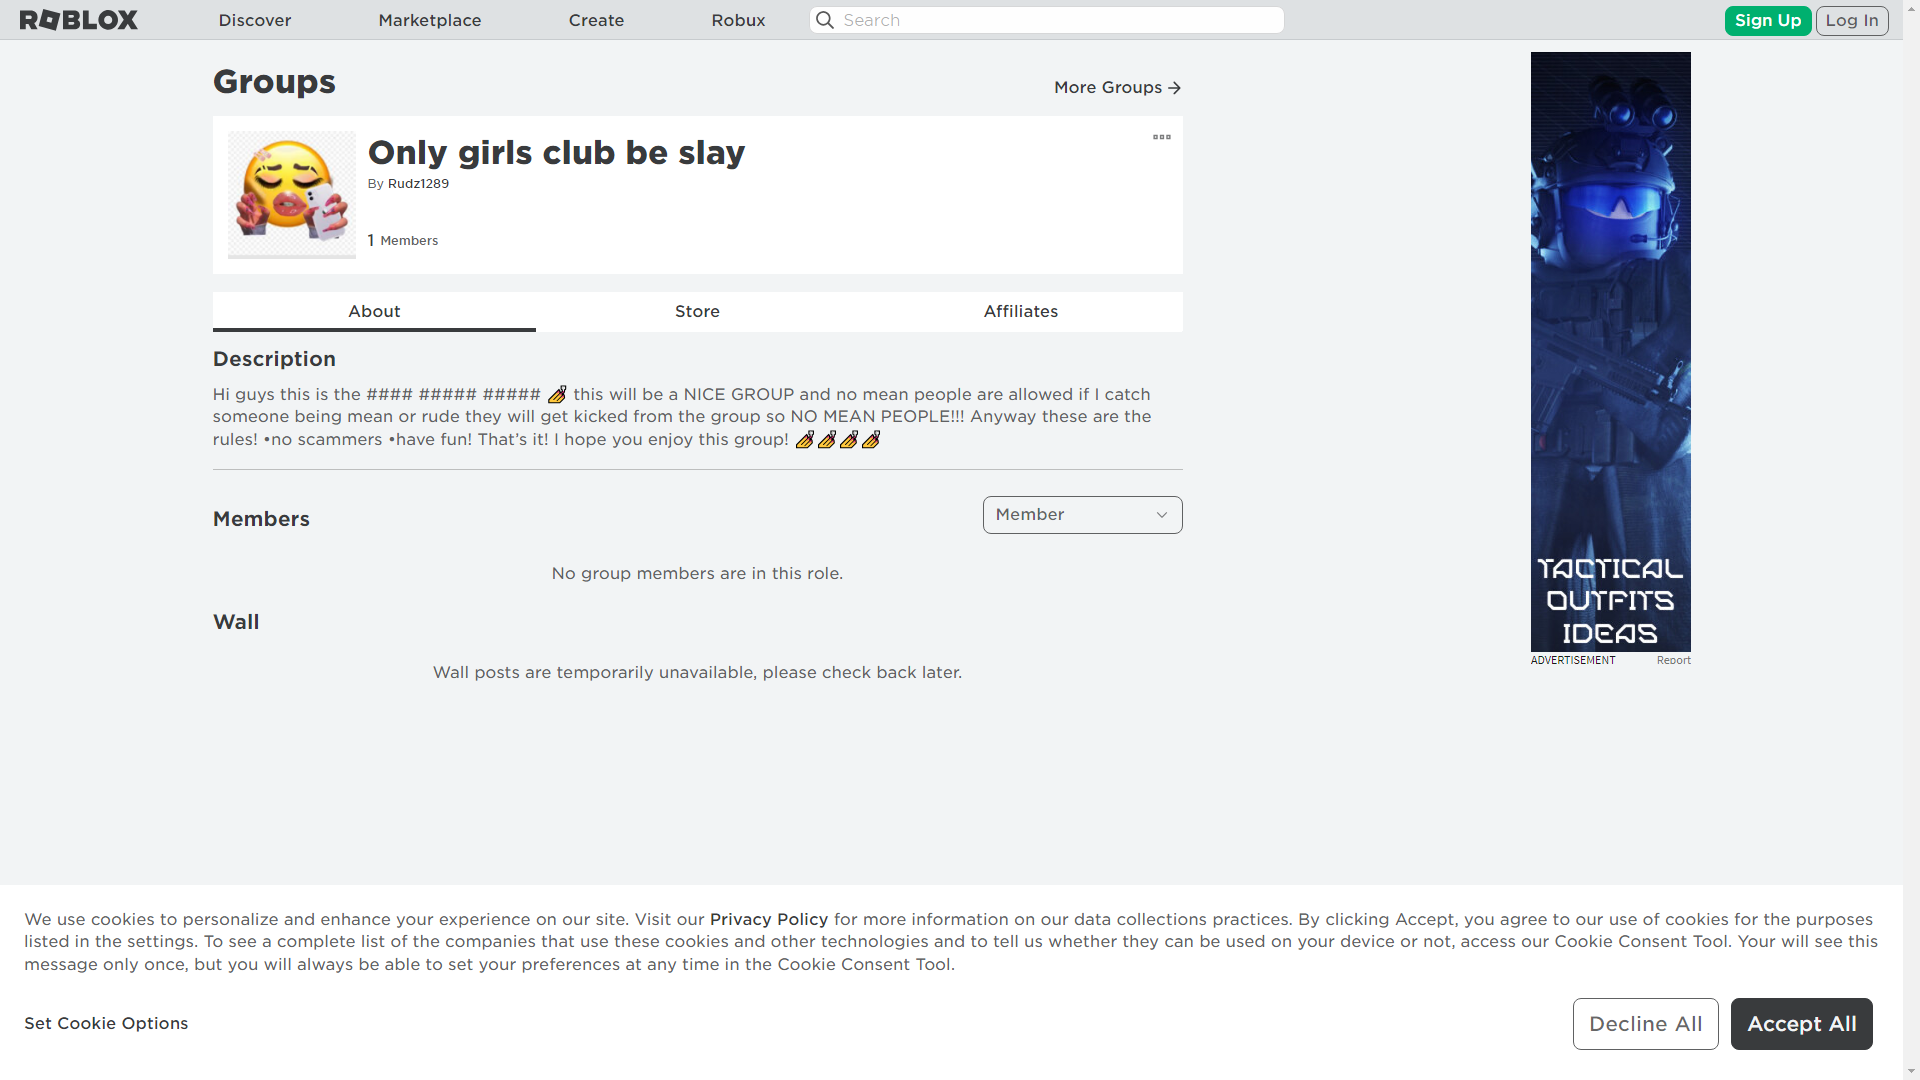 ROBLOX
Discover
Marketplace
Create
Robux
Search
Sign Up
Log In
Groups
More Groups
Only girls club be slay
By Rudz1289
1 Members
About
Store
Affiliates
Description
Hi guys this is the #### ##### ##### 💅 this will be a NICE GROUP and no mean people are allowed if I catch
someone being mean or rude they will get kicked from the group so NO MEAN PEOPLE!!! Anyway these are the
rules! •no scammers •have fun! That’s it! I hope you enjoy this group! 💅💅💅💅
Members
Member
No group members are in this role.
Wall
Wall posts are temporarily unavailable, please check back later.
TACTICAL
OUTFITS
IDEAS
ADVERTISEMENT
Report
We use cookies to personalize and enhance your experience on our site. Visit our Privacy Policy for more information on our data collections practices. By clicking Accept, you agree to our use of cookies for the purposes
listed in the settings. To see a complete list of the companies that use these cookies and other technologies and to tell us whether they can be used on your device or not, access our Cookie Consent Tool. Your will see this
message only once, but you will always be able to set your preferences at any time in the Cookie Consent Tool.
Set Cookie Options
Decline All
Accept All